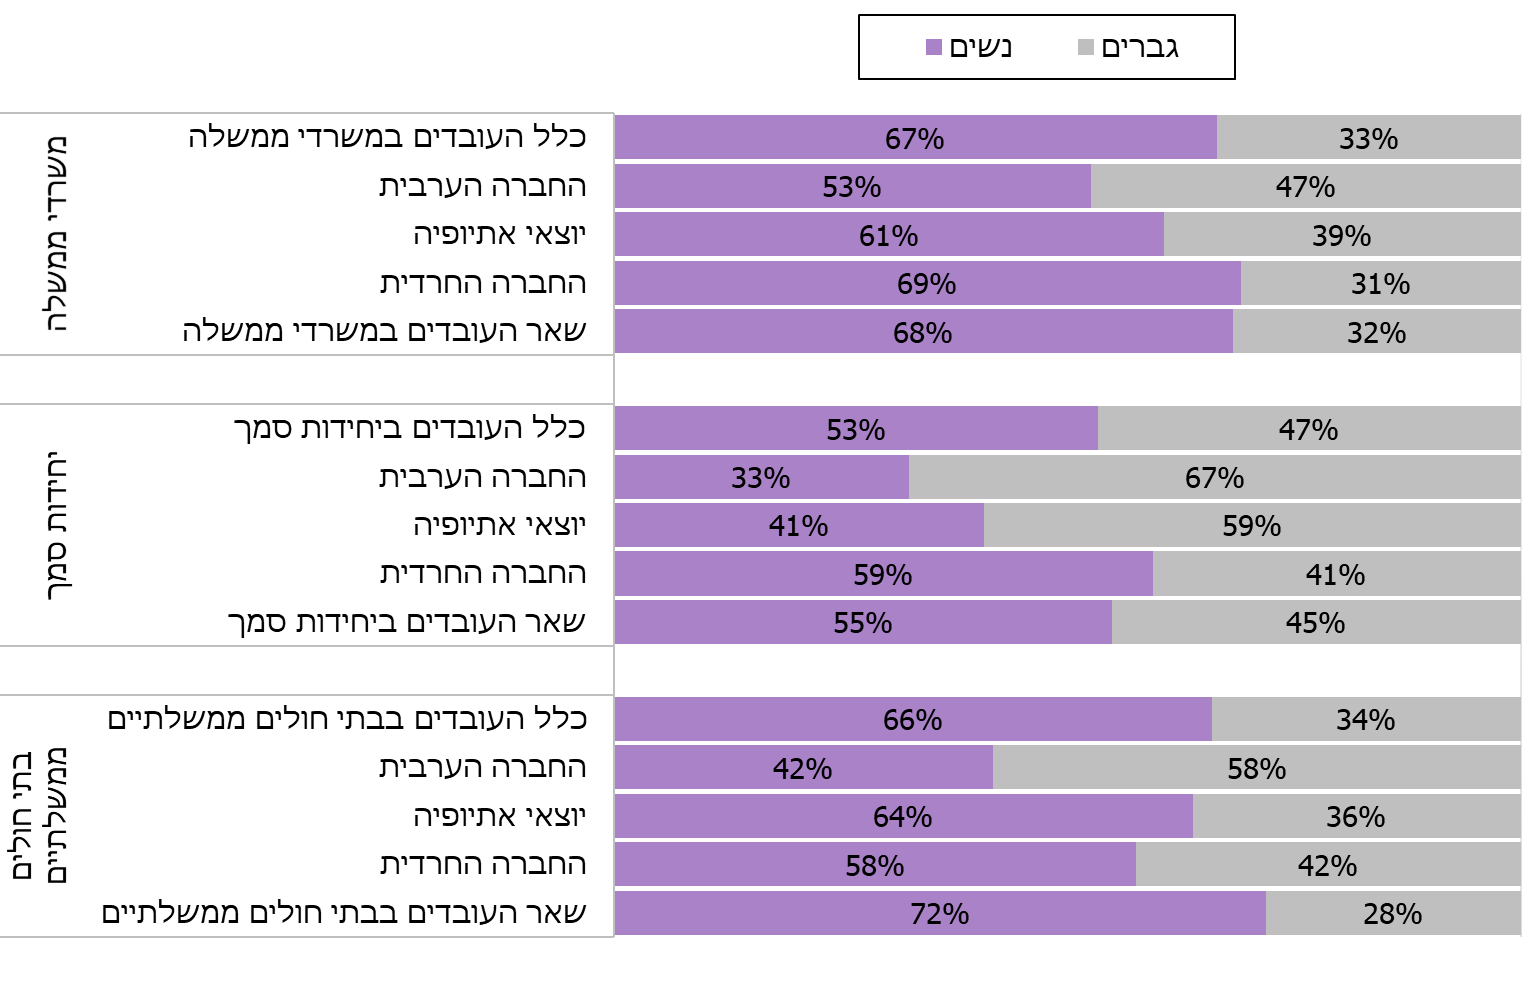 נשים גברים
משרדי ממשלה
כלל העובדים במשרדי ממשלה 67% 33%
החברה הערבית 53% 47%
יוצאי אתיופיה 61% 39%
החברה החרדית 69% 31%
שאר העובדים במשרדי ממשלה 68% 32%
יחידות סמך
כלל העובדים ביחידות סמך 53% 47%
החברה הערבית 33% 67%
יוצאי אתיופיה 41% 59%
החברה החרדית 59% 41%
שאר העובדים ביחידות סמך 55% 45%
בתי חולים
ממשלתיים
כלל העובדים בבתי חולים ממשלתיים 66% 34%
החברה הערבית 42% 58%
יוצאי אתיופיה 64% 36%
החברה החרדית 58% 42%
שאר העובדים בבתי חולים ממשלתיים 72% 28%